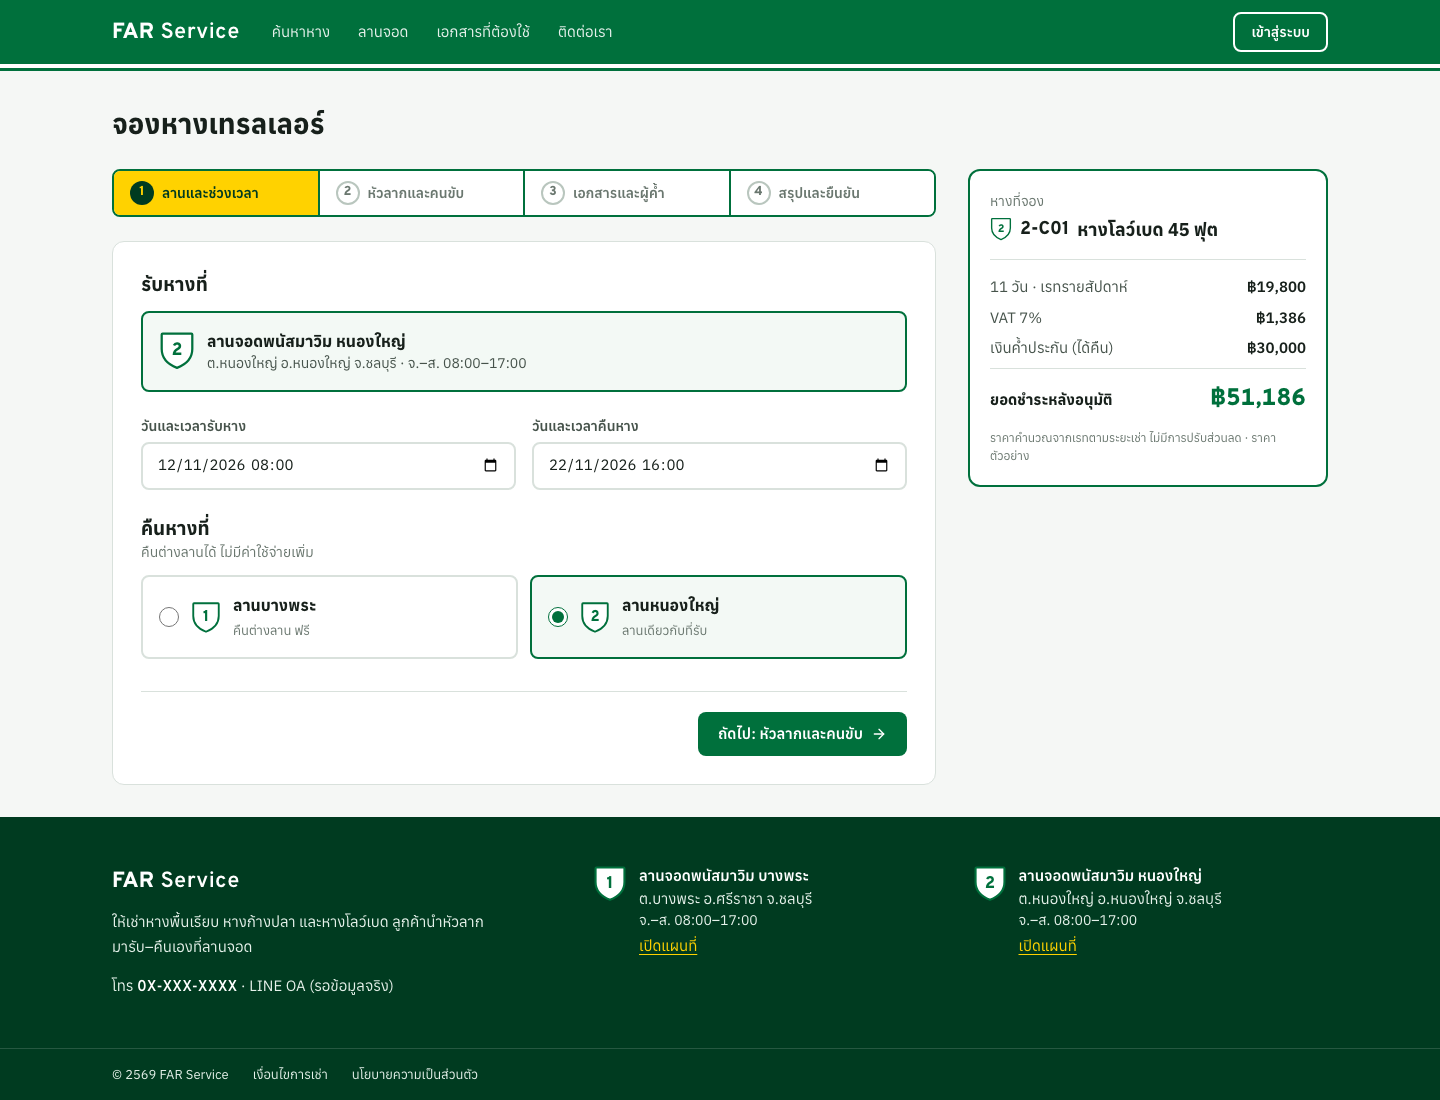 FAR Service
ค้นหาหาง
ลานจอด
เอกสารที่ต้องใช้
ติดต่อเรา
เข้าสู่ระบบ
จองหางเทรลเลอร์
1 ลานและช่วงเวลา
2 หัวลากและคนขับ
3 เอกสารและผู้ค้ำ
4 สรุปและยืนยัน
รับหางที่
2
ลานจอดพนัสมาวิม หนองใหญ่
ต.หนองใหญ่ อ.หนองใหญ่ จ.ชลบุรี · จ.–ส. 08:00–17:00
วันและเวลารับหาง
12/11/2026 08:00
วันและเวลาคืนหาง
22/11/2026 16:00
คืนหางที่
คืนต่างลานได้ ไม่มีค่าใช้จ่ายเพิ่ม
1
ลานบางพระ
คืนต่างลาน ฟรี
2
ลานหนองใหญ่
ลานเดียวกับที่รับ
ถัดไป: หัวลากและคนขับ →
หางที่จอง
2 2-C01 หางโลว์เบด 45 ฟุต
11 วัน · เรทรายสัปดาห์ ฿19,800
VAT 7% ฿1,386
เงินค้ำประกัน (ได้คืน) ฿30,000
ยอดชำระหลังอนุมัติ ฿51,186
ราคาคำนวณจากเรทตามระยะเช่า ไม่มีการปรับส่วนลด · ราคา
ตัวอย่าง
FAR Service
ให้เช่าหางพื้นเรียบ หางก้างปลา และหางโลว์เบด ลูกค้านำหัวลาก
มารับ–คืนเองที่ลานจอด
โทร 0X-XXX-XXXX · LINE OA (รอข้อมูลจริง)
1
ลานจอดพนัสมาวิม บางพระ
ต.บางพระ อ.ศรีราชา จ.ชลบุรี
จ.–ส. 08:00–17:00
เปิดแผนที่
2
ลานจอดพนัสมาวิม หนองใหญ่
ต.หนองใหญ่ อ.หนองใหญ่ จ.ชลบุรี
จ.–ส. 08:00–17:00
เปิดแผนที่
© 2569 FAR Service
เงื่อนไขการเช่า
นโยบายความเป็นส่วนตัว